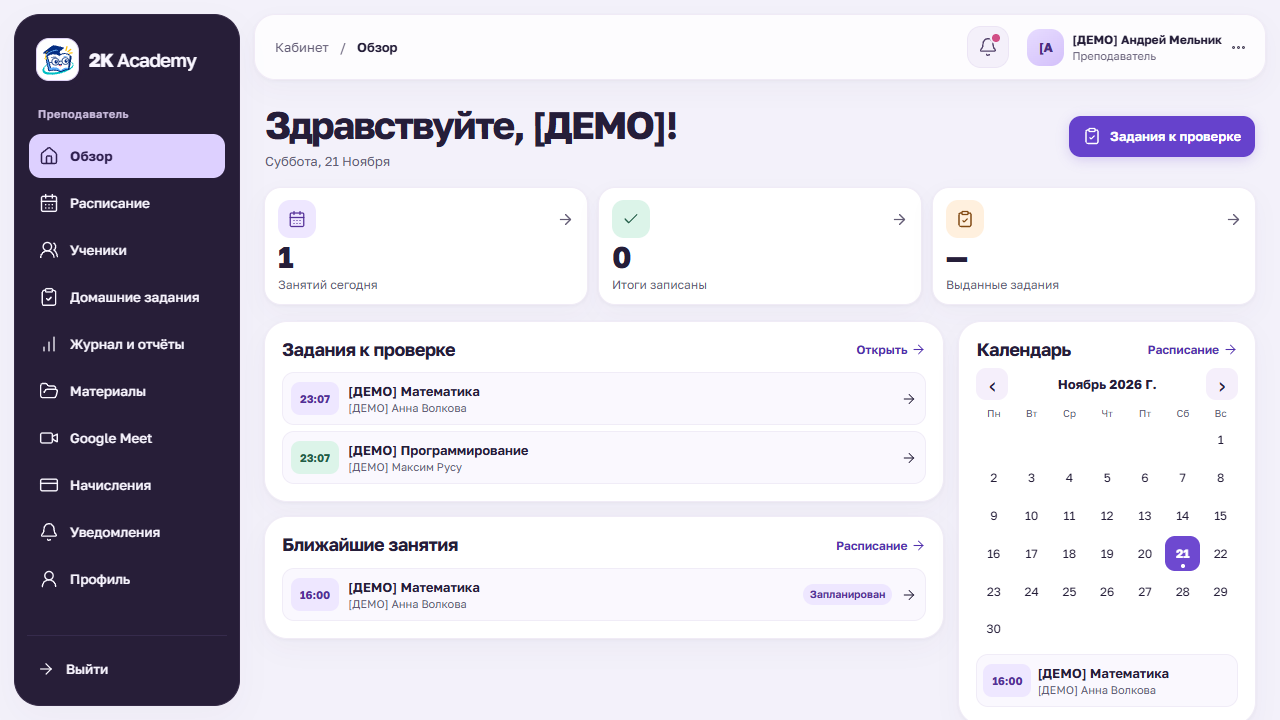 2K Academy
Преподаватель
Обзор
Расписание
Ученики
Домашние задания
Журнал и отчёты
Материалы
Google Meet
Начисления
Уведомления
Профиль
Выйти
Кабинет / Обзор
[А
[ДЕМО] Андрей Мельник
Преподаватель
Здравствуйте, [ДЕМО]!
Суббота, 21 Ноября
Задания к проверке
1
Занятий сегодня
0
Итоги записаны
—
Выданные задания
Задания к проверке
Открыть
23:07
[ДЕМО] Математика
[ДЕМО] Анна Волкова
23:07
[ДЕМО] Программирование
[ДЕМО] Максим Русу
Ближайшие занятия
Расписание
16:00
[ДЕМО] Математика
[ДЕМО] Анна Волкова
Запланирован
Календарь
Расписание
‹ Ноябрь 2026 Г. ›
Пн Вт Ср Чт Пт Сб Вс
1
2 3 4 5 6 7 8
9 10 11 12 13 14 15
16 17 18 19 20 21 22
23 24 25 26 27 28 29
30
16:00
[ДЕМО] Математика
[ДЕМО] Анна Волкова